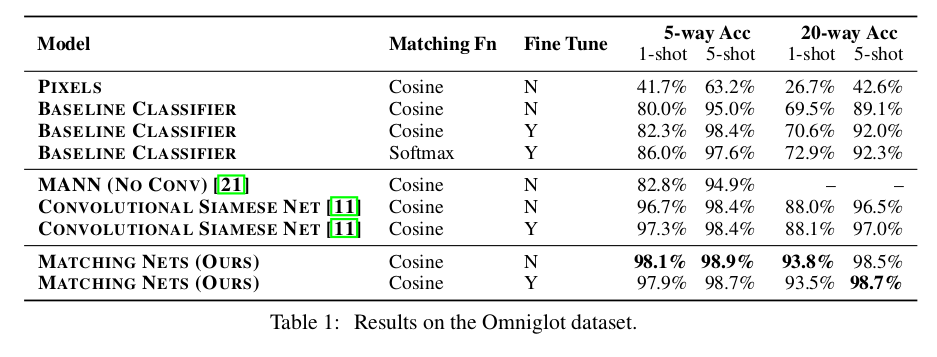 Model Matching Fn Fine Tune 5-way Acc 20-way Acc
1-shot 5-shot 1-shot 5-shot
PIXELS Cosine N 41.7% 63.2% 26.7% 42.6%
BASELINE CLASSIFIER Cosine N 80.0% 95.0% 69.5% 89.1%
BASELINE CLASSIFIER Cosine Y 82.3% 98.4% 70.6% 92.0%
BASELINE CLASSIFIER Softmax Y 86.0% 97.6% 72.9% 92.3%
MANN (NO CONV) [21] Cosine N 82.8% 94.9% – –
CONVOLUTIONAL SIAMESE NET [11] Cosine N 96.7% 98.4% 88.0% 96.5%
CONVOLUTIONAL SIAMESE NET [11] Cosine Y 97.3% 98.4% 88.1% 97.0%
MATCHING NETS (OURS) Cosine N 98.1% 98.9% 93.8% 98.5%
MATCHING NETS (OURS) Cosine Y 97.9% 98.7% 93.5% 98.7%
Table 1: Results on the Omniglot dataset.